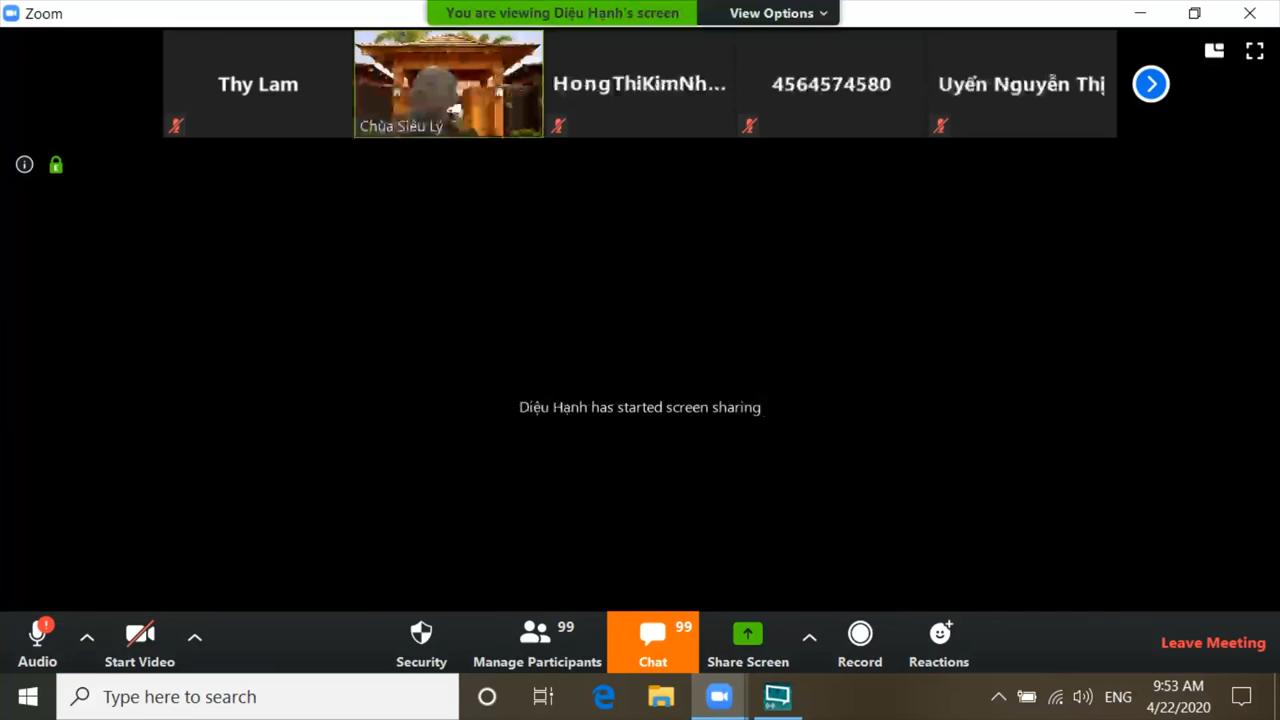 Zoom
You are viewing Diệu Hạnh's screen
View Options
Thy Lam
Chùa Siêu Lý
HongThiKimNh...
4564574580
Uyển Nguyễn Thị
Diệu Hạnh has started screen sharing
Audio
Start Video
Security
99
Manage Participants
99
Chat
Share Screen
Record
Reactions
Leave Meeting
Type here to search
ENG
9:53 AM
4/22/2020